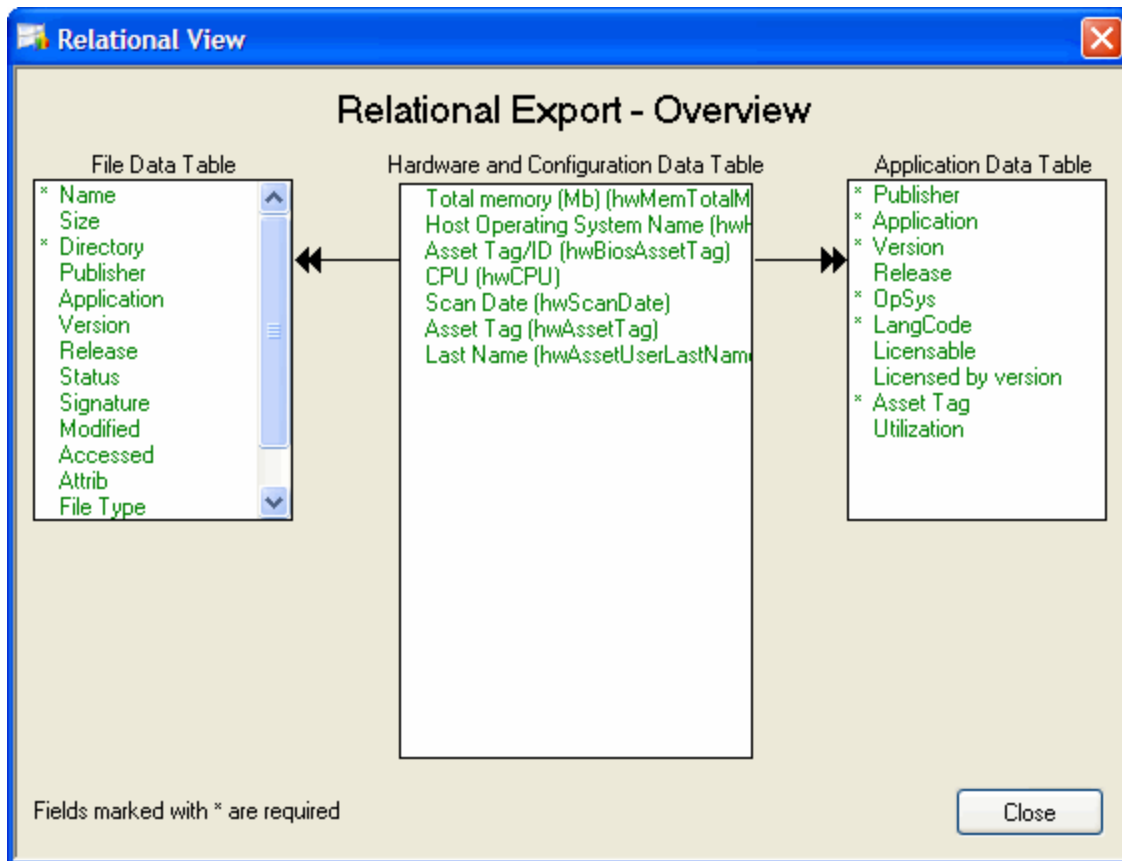 Relational View
Relational Export - Overview
File Data Table
* Name
Size
* Directory
Publisher
Application
Version
Release
Status
Signature
Modified
Accessed
Attrib
File Type
Hardware and Configuration Data Table
Total memory (Mb) (hwMemTotalM
Host Operating System Name (hwH
Asset Tag/ID (hwBiosAssetTag)
CPU (hwCPU)
Scan Date (hwScanDate)
Asset Tag (hwAssetTag)
Last Name (hwAssetUserLastName
Application Data Table
* Publisher
* Application
* Version
Release
* OpSys
* LangCode
Licensable
Licensed by version
* Asset Tag
Utilization
Fields marked with * are required
Close